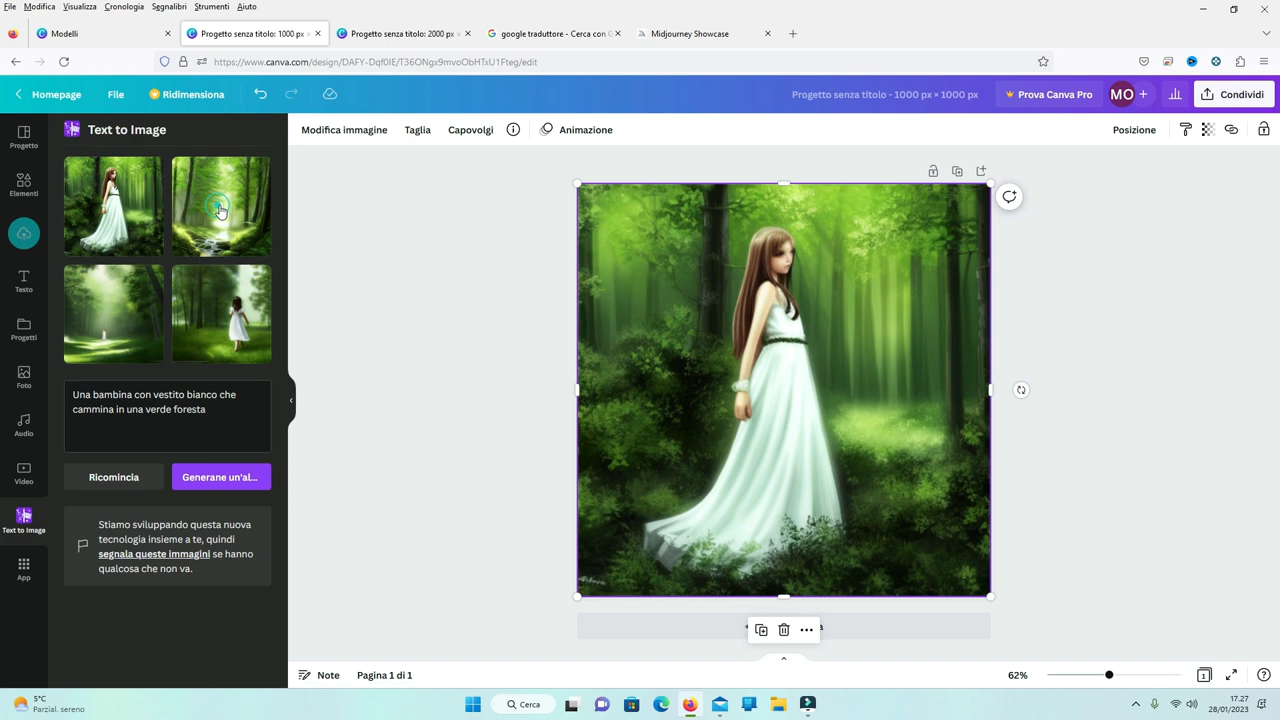 File Modifica Visualizza Cronologia Segnalibri Strumenti Aiuto
Modelli
Progetto senza titolo: 1000 px ×
Progetto senza titolo: 2000 px ×
google traduttore - Cerca con G
Midjourney Showcase
https://www.canva.com/design/DAFY-Dqf0IE/T36ONgx9mvoObHTxU1Fteg/edit
Homepage File Ridimensiona
Progetto senza titolo - 1000 px × 1000 px
Prova Canva Pro
MO
Condividi
Text to Image
Modifica immagine Taglia Capovolgi Animazione Posizione
Progetto
Elementi
Testo
Progetti
Foto
Audio
Video
Text to Image
App
Una bambina con vestito bianco che
cammina in una verde foresta
Ricomincia
Generane un'al...
Stiamo sviluppando questa nuova
tecnologia insieme a te, quindi
segnala queste immagini se hanno
qualcosa che non va.
Note Pagina 1 di 1
62%
1
5°C
Parzial. sereno
Cerca
17.27
28/01/2023